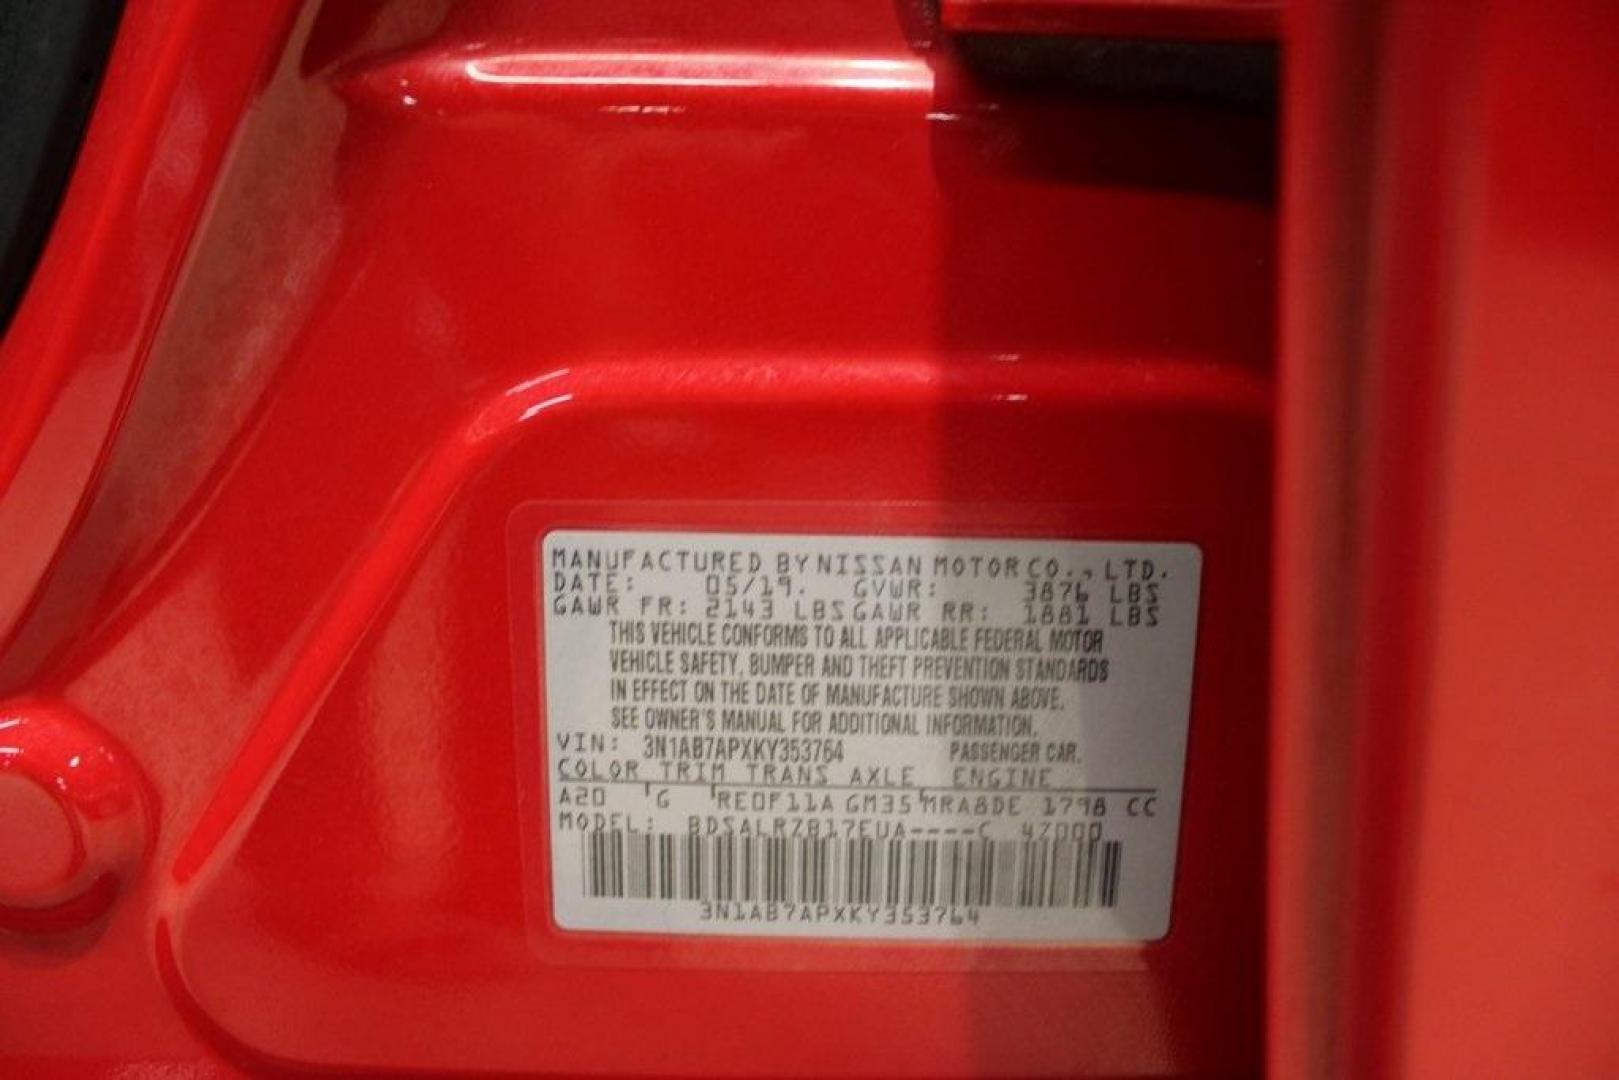 MANUFACTURED BY NISSAN MOTOR CO., LTD.
DATE: 05/19. GVWR: 3876 LBS
GAWR FR: 2143 LBS GAWR RR: 1881 LBS
THIS VEHICLE CONFORMS TO ALL APPLICABLE FEDERAL MOTOR
VEHICLE SAFETY, BUMPER AND THEFT PREVENTION STANDARDS
IN EFFECT ON THE DATE OF MANUFACTURE SHOWN ABOVE.
SEE OWNER'S MANUAL FOR ADDITIONAL INFORMATION.
VIN: 3N1AB7APXKY353764 PASSENGER CAR.
COLOR TRIM TRANS AXLE ENGINE
A20 G RE0F11A GM35 MRA8DE 1798 CC
MODEL: BDSALRZB17EUA----C 47000
3N1AB7APXKY353764